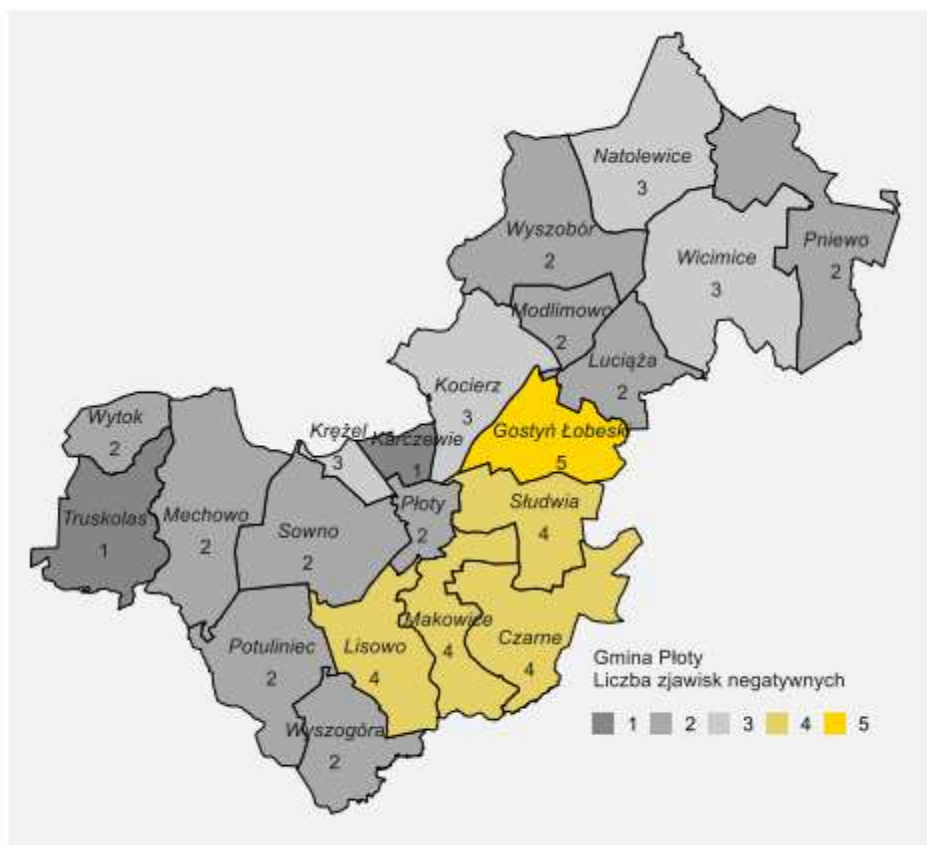 Natolewice
3
Wyszobór
2
Wicimice
3
Pniewo
2
Modlimowo
2
Luciąża
2
Kocierz
3
Wytok
2
Krężel
3
Karczewie
1
Gostyń Łobesk
5
Truskolas
1
Mechowo
2
Sowno
2
Płoty
2
Słudwia
4
Potuliniec
2
Lisowo
4
Makowice
4
Czarne
4
Wyszogóra
2
Gmina Płoty
Liczba zjawisk negatywnych
1 2 3 4 5